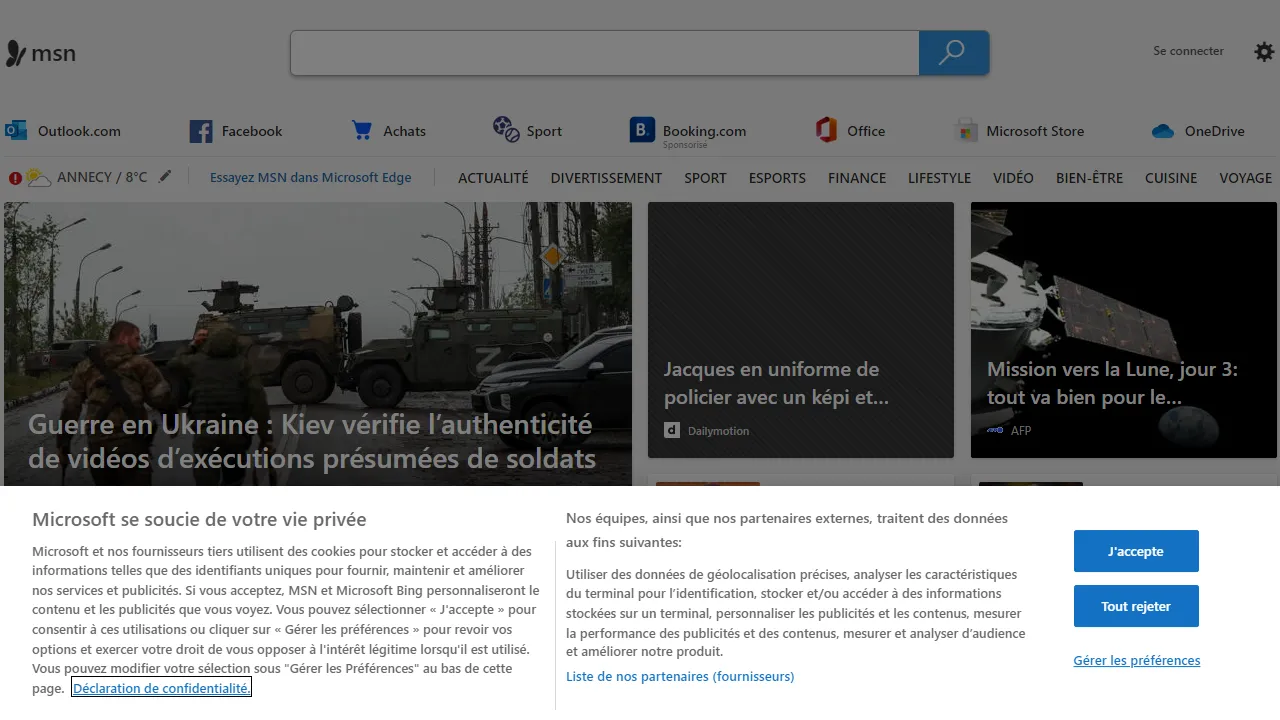 msn
Se connecter
Outlook.com
Facebook
Achats
Sport
Booking.com
Sponsorisé
Office
Microsoft Store
OneDrive
ANNECY / 8°C
Essayez MSN dans Microsoft Edge
ACTUALITÉ
DIVERTISSEMENT
SPORT
ESPORTS
FINANCE
LIFESTYLE
VIDÉO
BIEN-ÊTRE
CUISINE
VOYAGE
Guerre en Ukraine : Kiev vérifie l’authenticité
de vidéos d’exécutions présumées de soldats
Jacques en uniforme de
policier avec un képi et...
Dailymotion
Mission vers la Lune, jour 3:
tout va bien pour le...
AFP
Microsoft se soucie de votre vie privée
Microsoft et nos fournisseurs tiers utilisent des cookies pour stocker et accéder à des
informations telles que des identifiants uniques pour fournir, maintenir et améliorer
nos services et publicités. Si vous acceptez, MSN et Microsoft Bing personnaliseront le
contenu et les publicités que vous voyez. Vous pouvez sélectionner « J'accepte » pour
consentir à ces utilisations ou cliquer sur « Gérer les préférences » pour revoir vos
options et exercer votre droit de vous opposer à l'intérêt légitime lorsqu'il est utilisé.
Vous pouvez modifier votre sélection sous "Gérer les Préférences" au bas de cette
page. Déclaration de confidentialité.
Nos équipes, ainsi que nos partenaires externes, traitent des données
aux fins suivantes:
Utiliser des données de géolocalisation précises, analyser les caractéristiques
du terminal pour l’identification, stocker et/ou accéder à des informations
stockées sur un terminal, personnaliser les publicités et les contenus, mesurer
la performance des publicités et des contenus, mesurer et analyser d’audience
et améliorer notre produit.
Liste de nos partenaires (fournisseurs)
J'accepte
Tout rejeter
Gérer les préférences